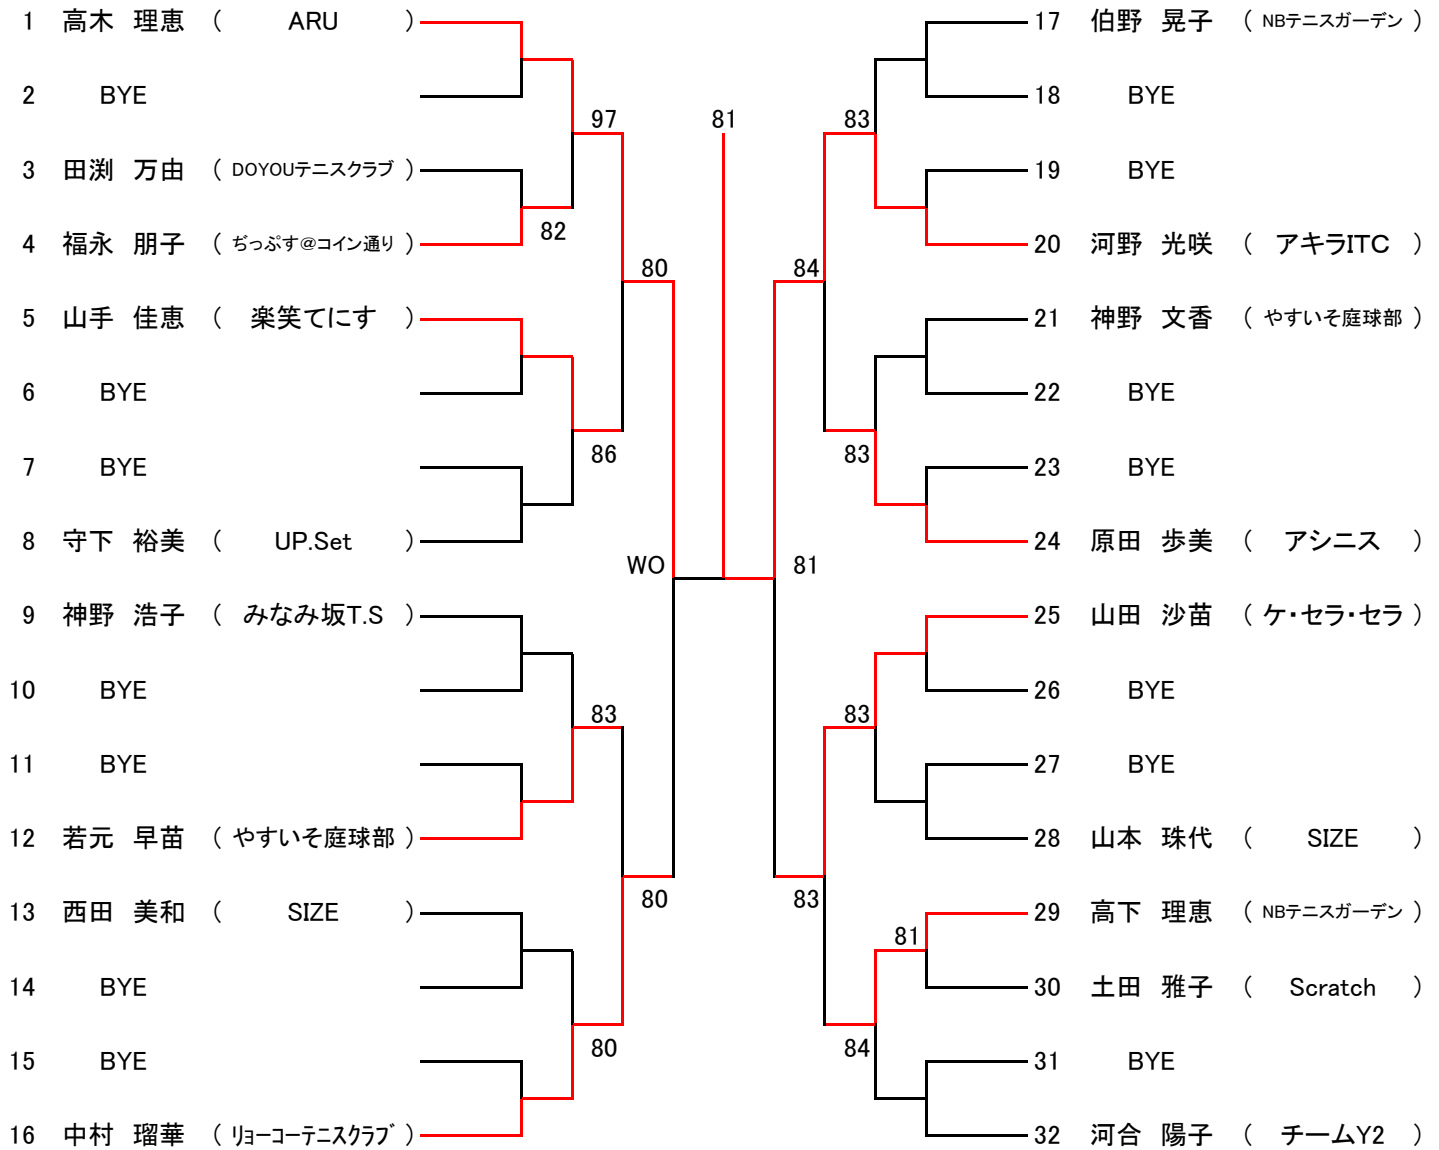 1 高木 理恵 ( ARU )
2 BYE
97
3 田渕 万由 ( DOYOUテニスクラブ )
82
4 福永 朋子 ( ぢっぷす@コイン通り )
80
5 山手 佳恵 ( 楽笑てにす )
6 BYE
86
7 BYE
8 守下 裕美 ( UP.Set )
WO
9 神野 浩子 ( みなみ坂T.S )
10 BYE
83
11 BYE
12 若元 早苗 ( やすいそ庭球部 )
80
13 西田 美和 ( SIZE )
14 BYE
80
15 BYE
16 中村 瑠華 ( リョーコーテニスクラブ )
81
17 伯野 晃子 ( NBテニスガーデン )
18 BYE
83
19 BYE
20 河野 光咲 ( アキラITC )
84
21 神野 文香 ( やすいそ庭球部 )
22 BYE
83
23 BYE
24 原田 歩美 ( アシニス )
81
25 山田 沙苗 ( ケ・セラ・セラ )
26 BYE
83
27 BYE
28 山本 珠代 ( SIZE )
83
29 高下 理恵 ( NBテニスガーデン )
81
30 土田 雅子 ( Scratch )
84
31 BYE
32 河合 陽子 ( チームY2 )